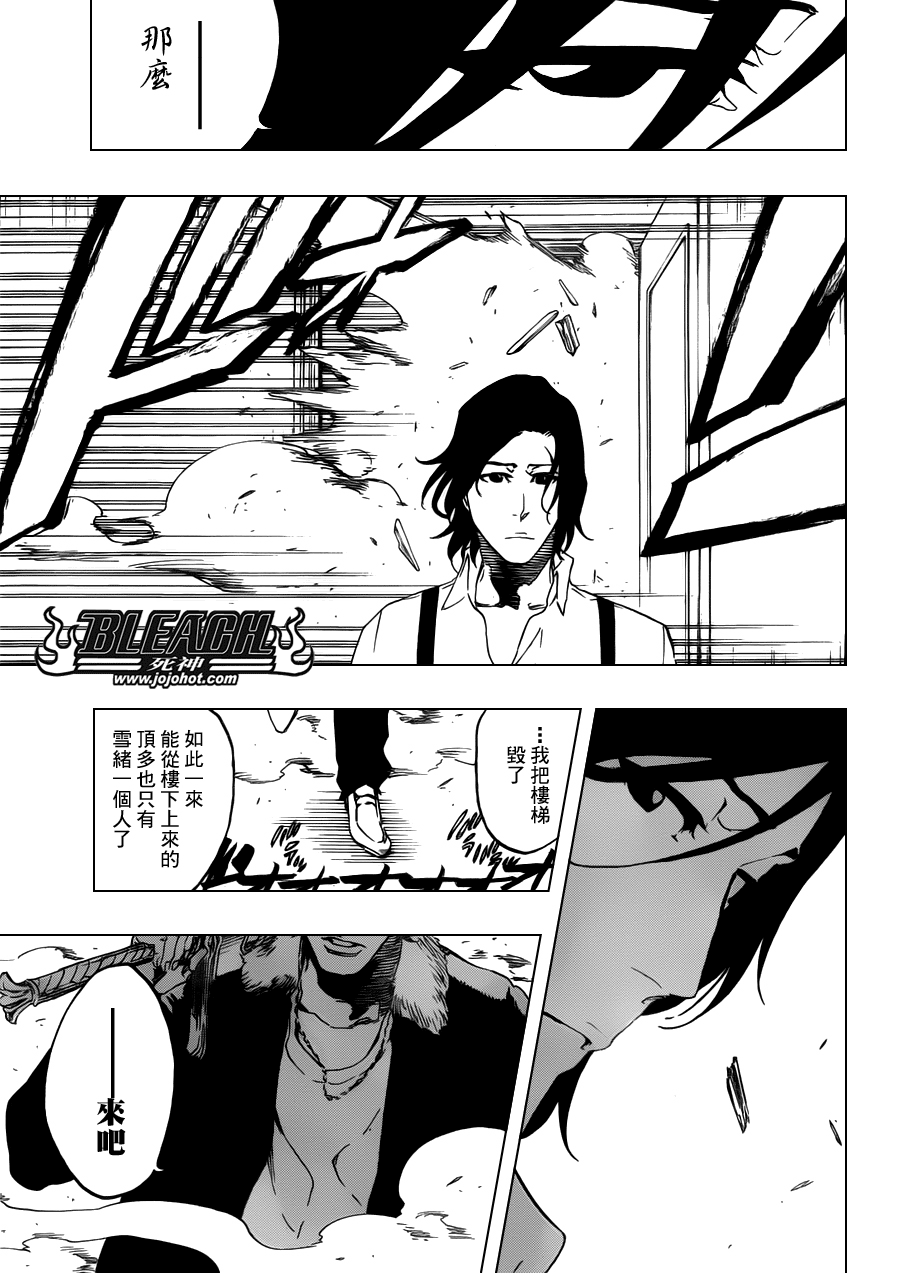 那麼
——
BLEACH
死神
www.jojohot.com
…我把樓梯
毀了
如此一來
能從樓下上來的
頂多也只有
雪緒一個人了
——來吧